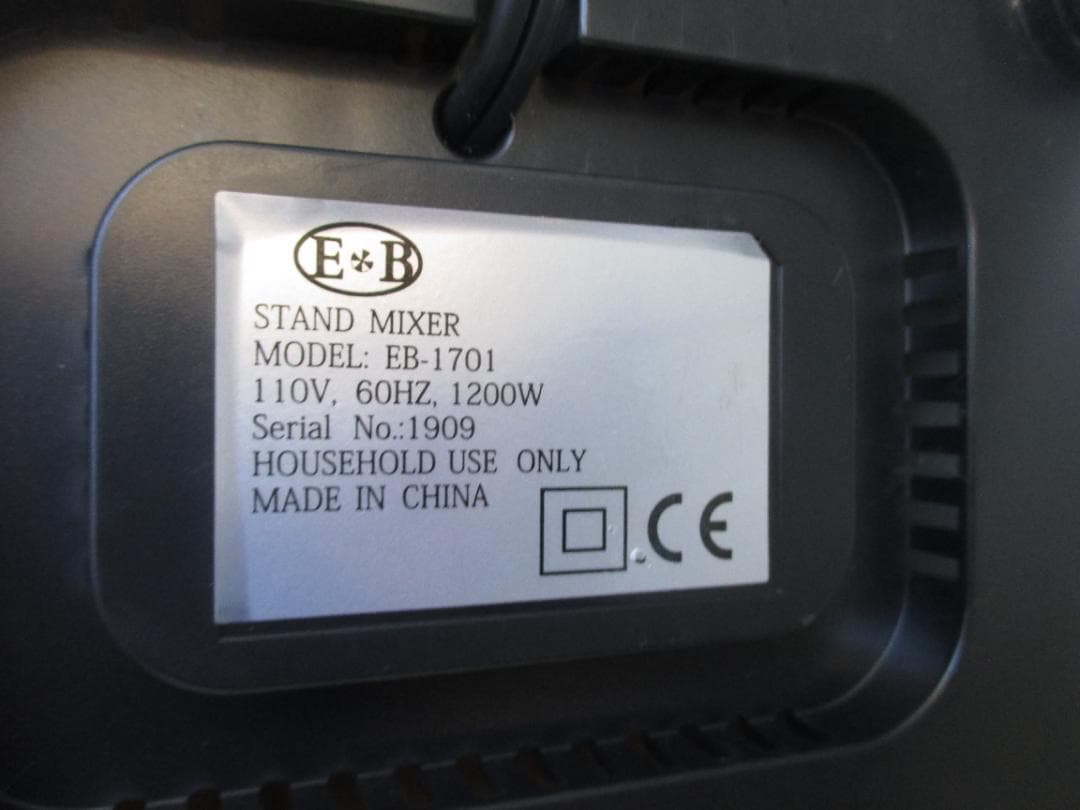 E B
STAND MIXER
MODEL: EB-1701
110V, 60HZ, 1200W
Serial No.:1909
HOUSEHOLD USE ONLY
MADE IN CHINA
CE